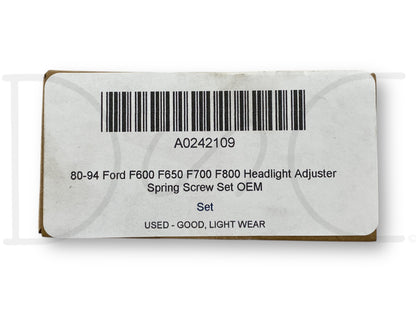 A0242109
80-94 Ford F600 F650 F700 F800 Headlight Adjuster
Spring Screw Set OEM
Set
USED - GOOD, LIGHT WEAR